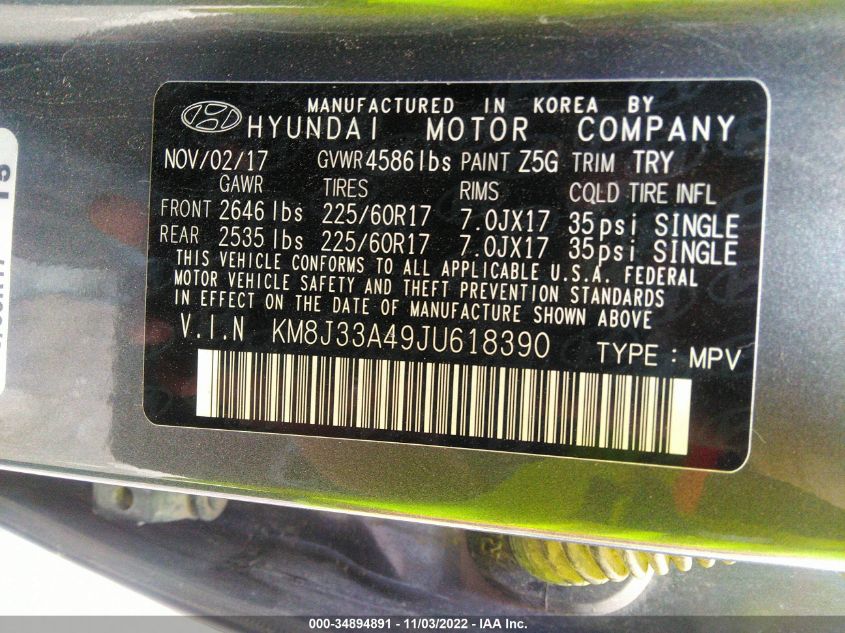 MANUFACTURED IN KOREA BY
HYUNDAI MOTOR COMPANY
NOV/02/17 GVWR 4586 lbs PAINT Z5G TRIM TRY
GAWR TIRES RIMS COLD TIRE INFL
FRONT 2646 lbs 225/60R17 7.0JX17 35psi SINGLE
REAR 2535 lbs 225/60R17 7.0JX17 35psi SINGLE
THIS VEHICLE CONFORMS TO ALL APPLICABLE U.S.A. FEDERAL
MOTOR VEHICLE SAFETY AND THEFT PREVENTION STANDARDS
IN EFFECT ON THE DATE OF MANUFACTURE SHOWN ABOVE
V.I.N KM8J33A49JU618390 TYPE : MPV
000-34894891 - 11/03/2022 - IAA Inc.